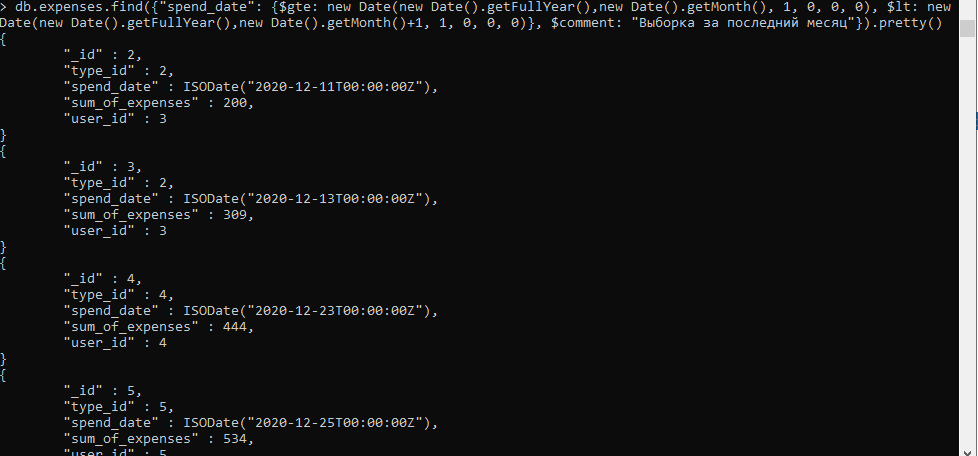 > db.expenses.find({"spend_date": {$gte: new Date(new Date().getFullYear(),new Date().getMonth(), 1, 0, 0, 0), $lt: new
Date(new Date().getFullYear(),new Date().getMonth()+1, 1, 0, 0, 0)}, $comment: "Выборка за последний месяц"}).pretty()
{
        "_id" : 2,
        "type_id" : 2,
        "spend_date" : ISODate("2020-12-11T00:00:00Z"),
        "sum_of_expenses" : 200,
        "user_id" : 3
}
{
        "_id" : 3,
        "type_id" : 2,
        "spend_date" : ISODate("2020-12-13T00:00:00Z"),
        "sum_of_expenses" : 309,
        "user_id" : 3
}
{
        "_id" : 4,
        "type_id" : 4,
        "spend_date" : ISODate("2020-12-23T00:00:00Z"),
        "sum_of_expenses" : 444,
        "user_id" : 4
}
{
        "_id" : 5,
        "type_id" : 5,
        "spend_date" : ISODate("2020-12-25T00:00:00Z"),
        "sum_of_expenses" : 534,
        "user_id" : 5